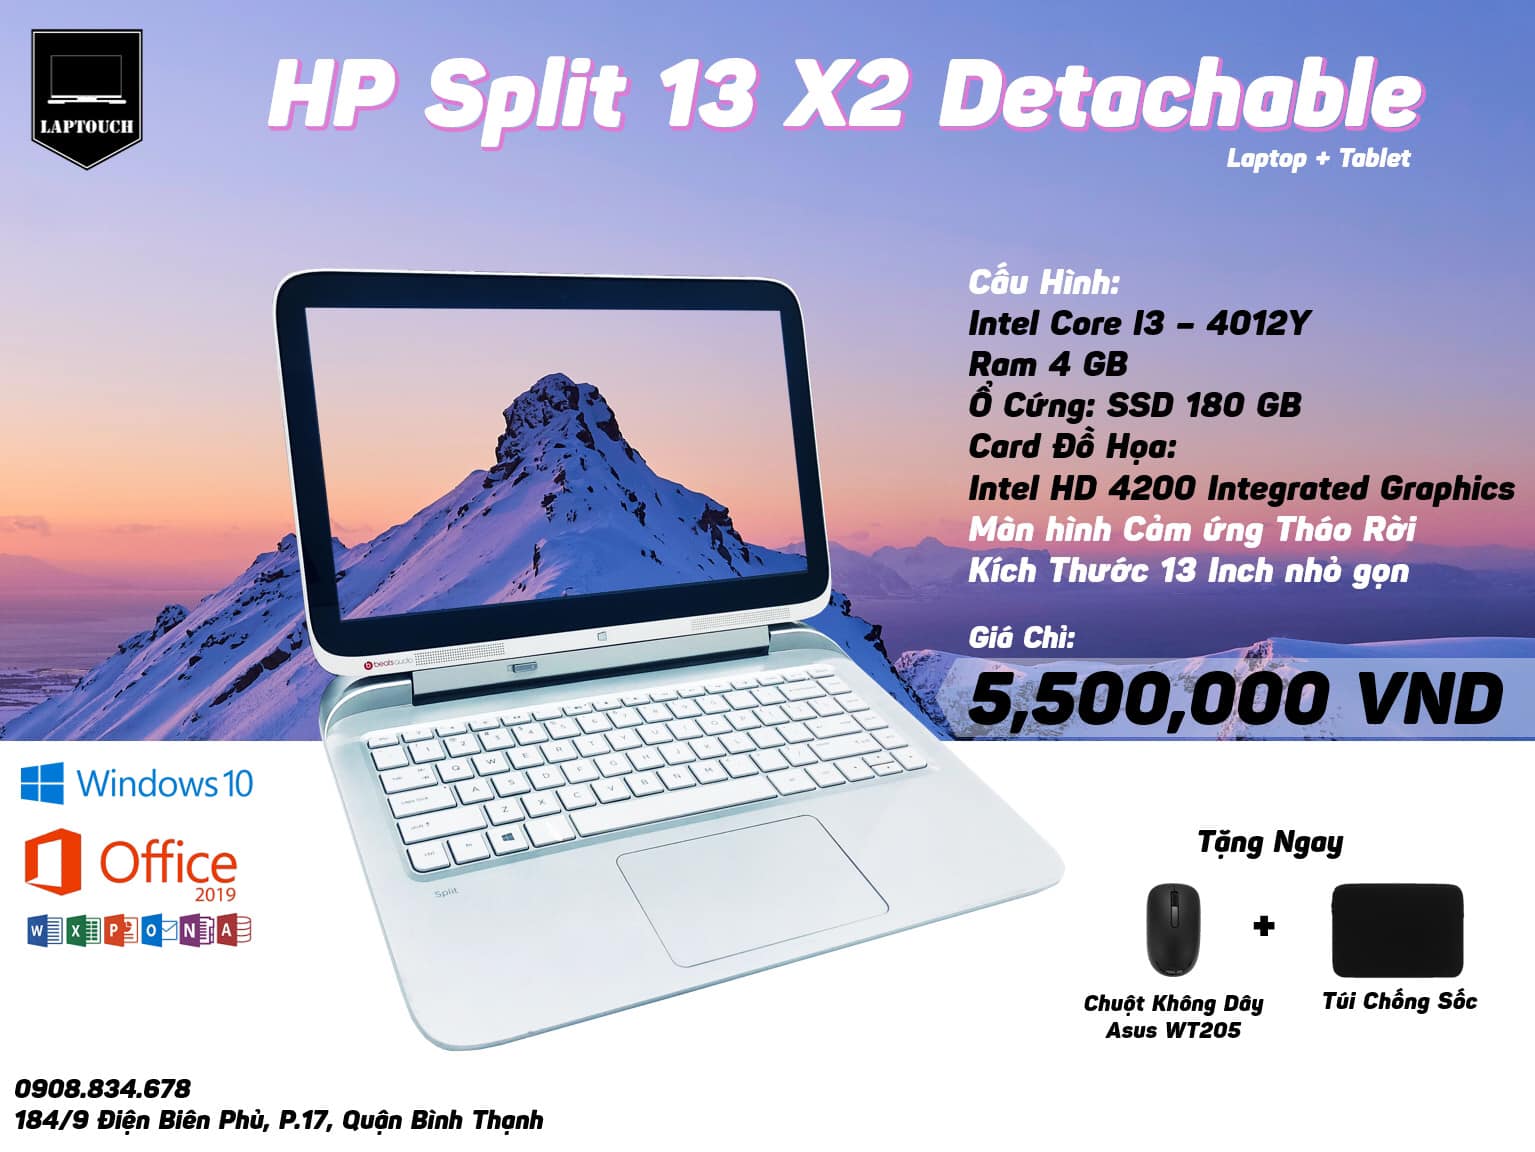 LAPTOUCH
HP Split 13 X2 Detachable
Laptop + Tablet
Cấu Hình:
Intel Core I3 – 4012Y
Ram 4 GB
Ổ Cứng: SSD 180 GB
Card Đồ Họa:
Intel HD 4200 Integrated Graphics
Màn hình Cảm ứng Tháo Rời
Kích Thước 13 Inch nhỏ gọn
Giá Chỉ:
5,500,000 VND
beats audio
Split
Windows 10
Office
2019
W X P O N A
Tặng Ngay
+
Chuột Không Dây
Asus WT205
Túi Chống Sốc
0908.834.678
184/9 Điện Biên Phủ, P.17, Quận Bình Thạnh